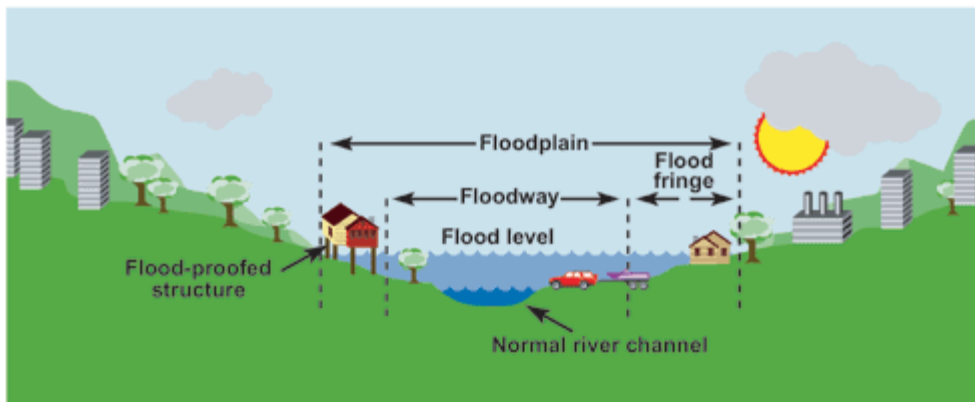 Floodplain
Flood
fringe
Floodway
Flood level
Flood-proofed
structure
Normal river channel